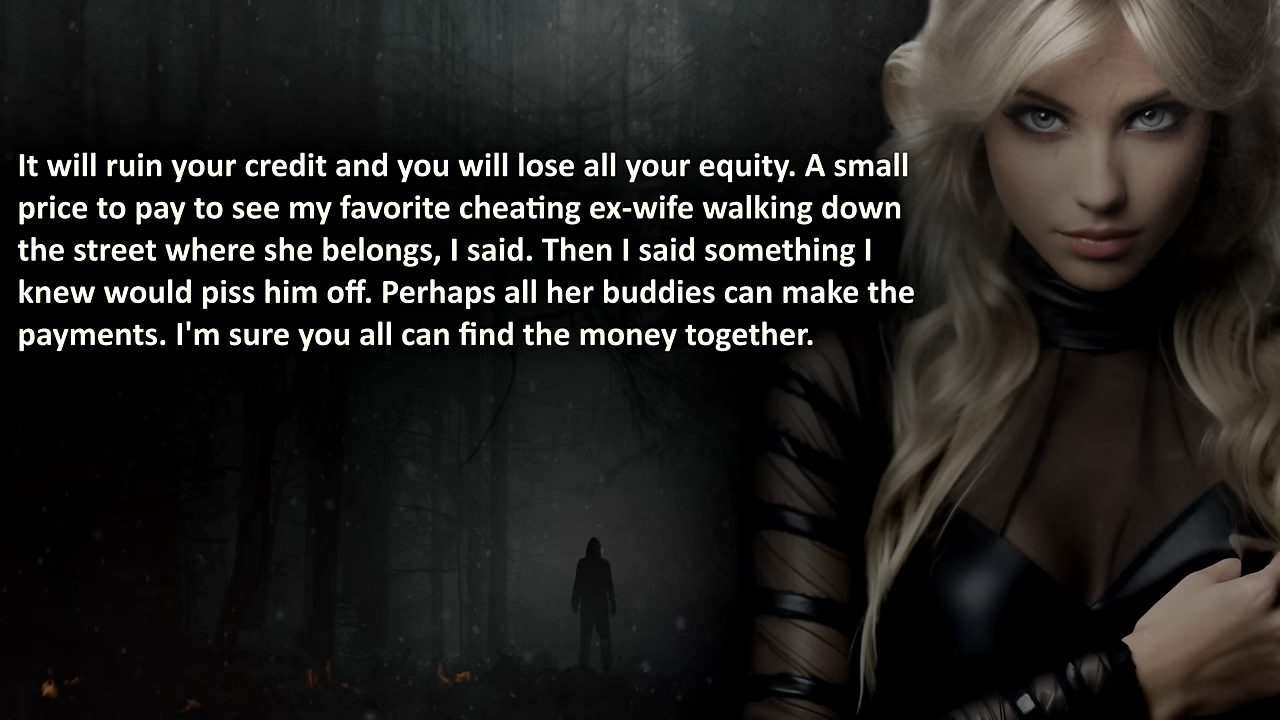 It will ruin your credit and you will lose all your equity. A small
price to pay to see my favorite cheating ex-wife walking down
the street where she belongs, I said. Then I said something I
knew would piss him off. Perhaps all her buddies can make the
payments. I'm sure you all can find the money together.